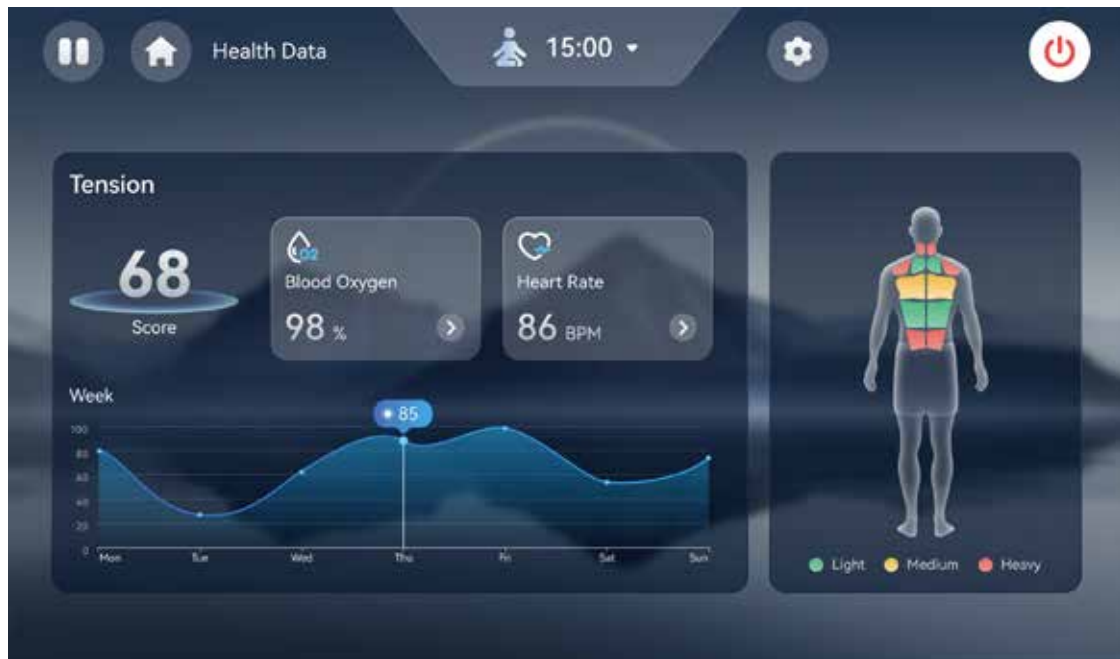 Health Data
15:00
Tension
68
Score
O2
Blood Oxygen
98 %
Heart Rate
86 BPM
Week
85
100
80
60
40
20
0
Mon Tue Wed Thu Fri Sat Sun
Light Medium Heavy